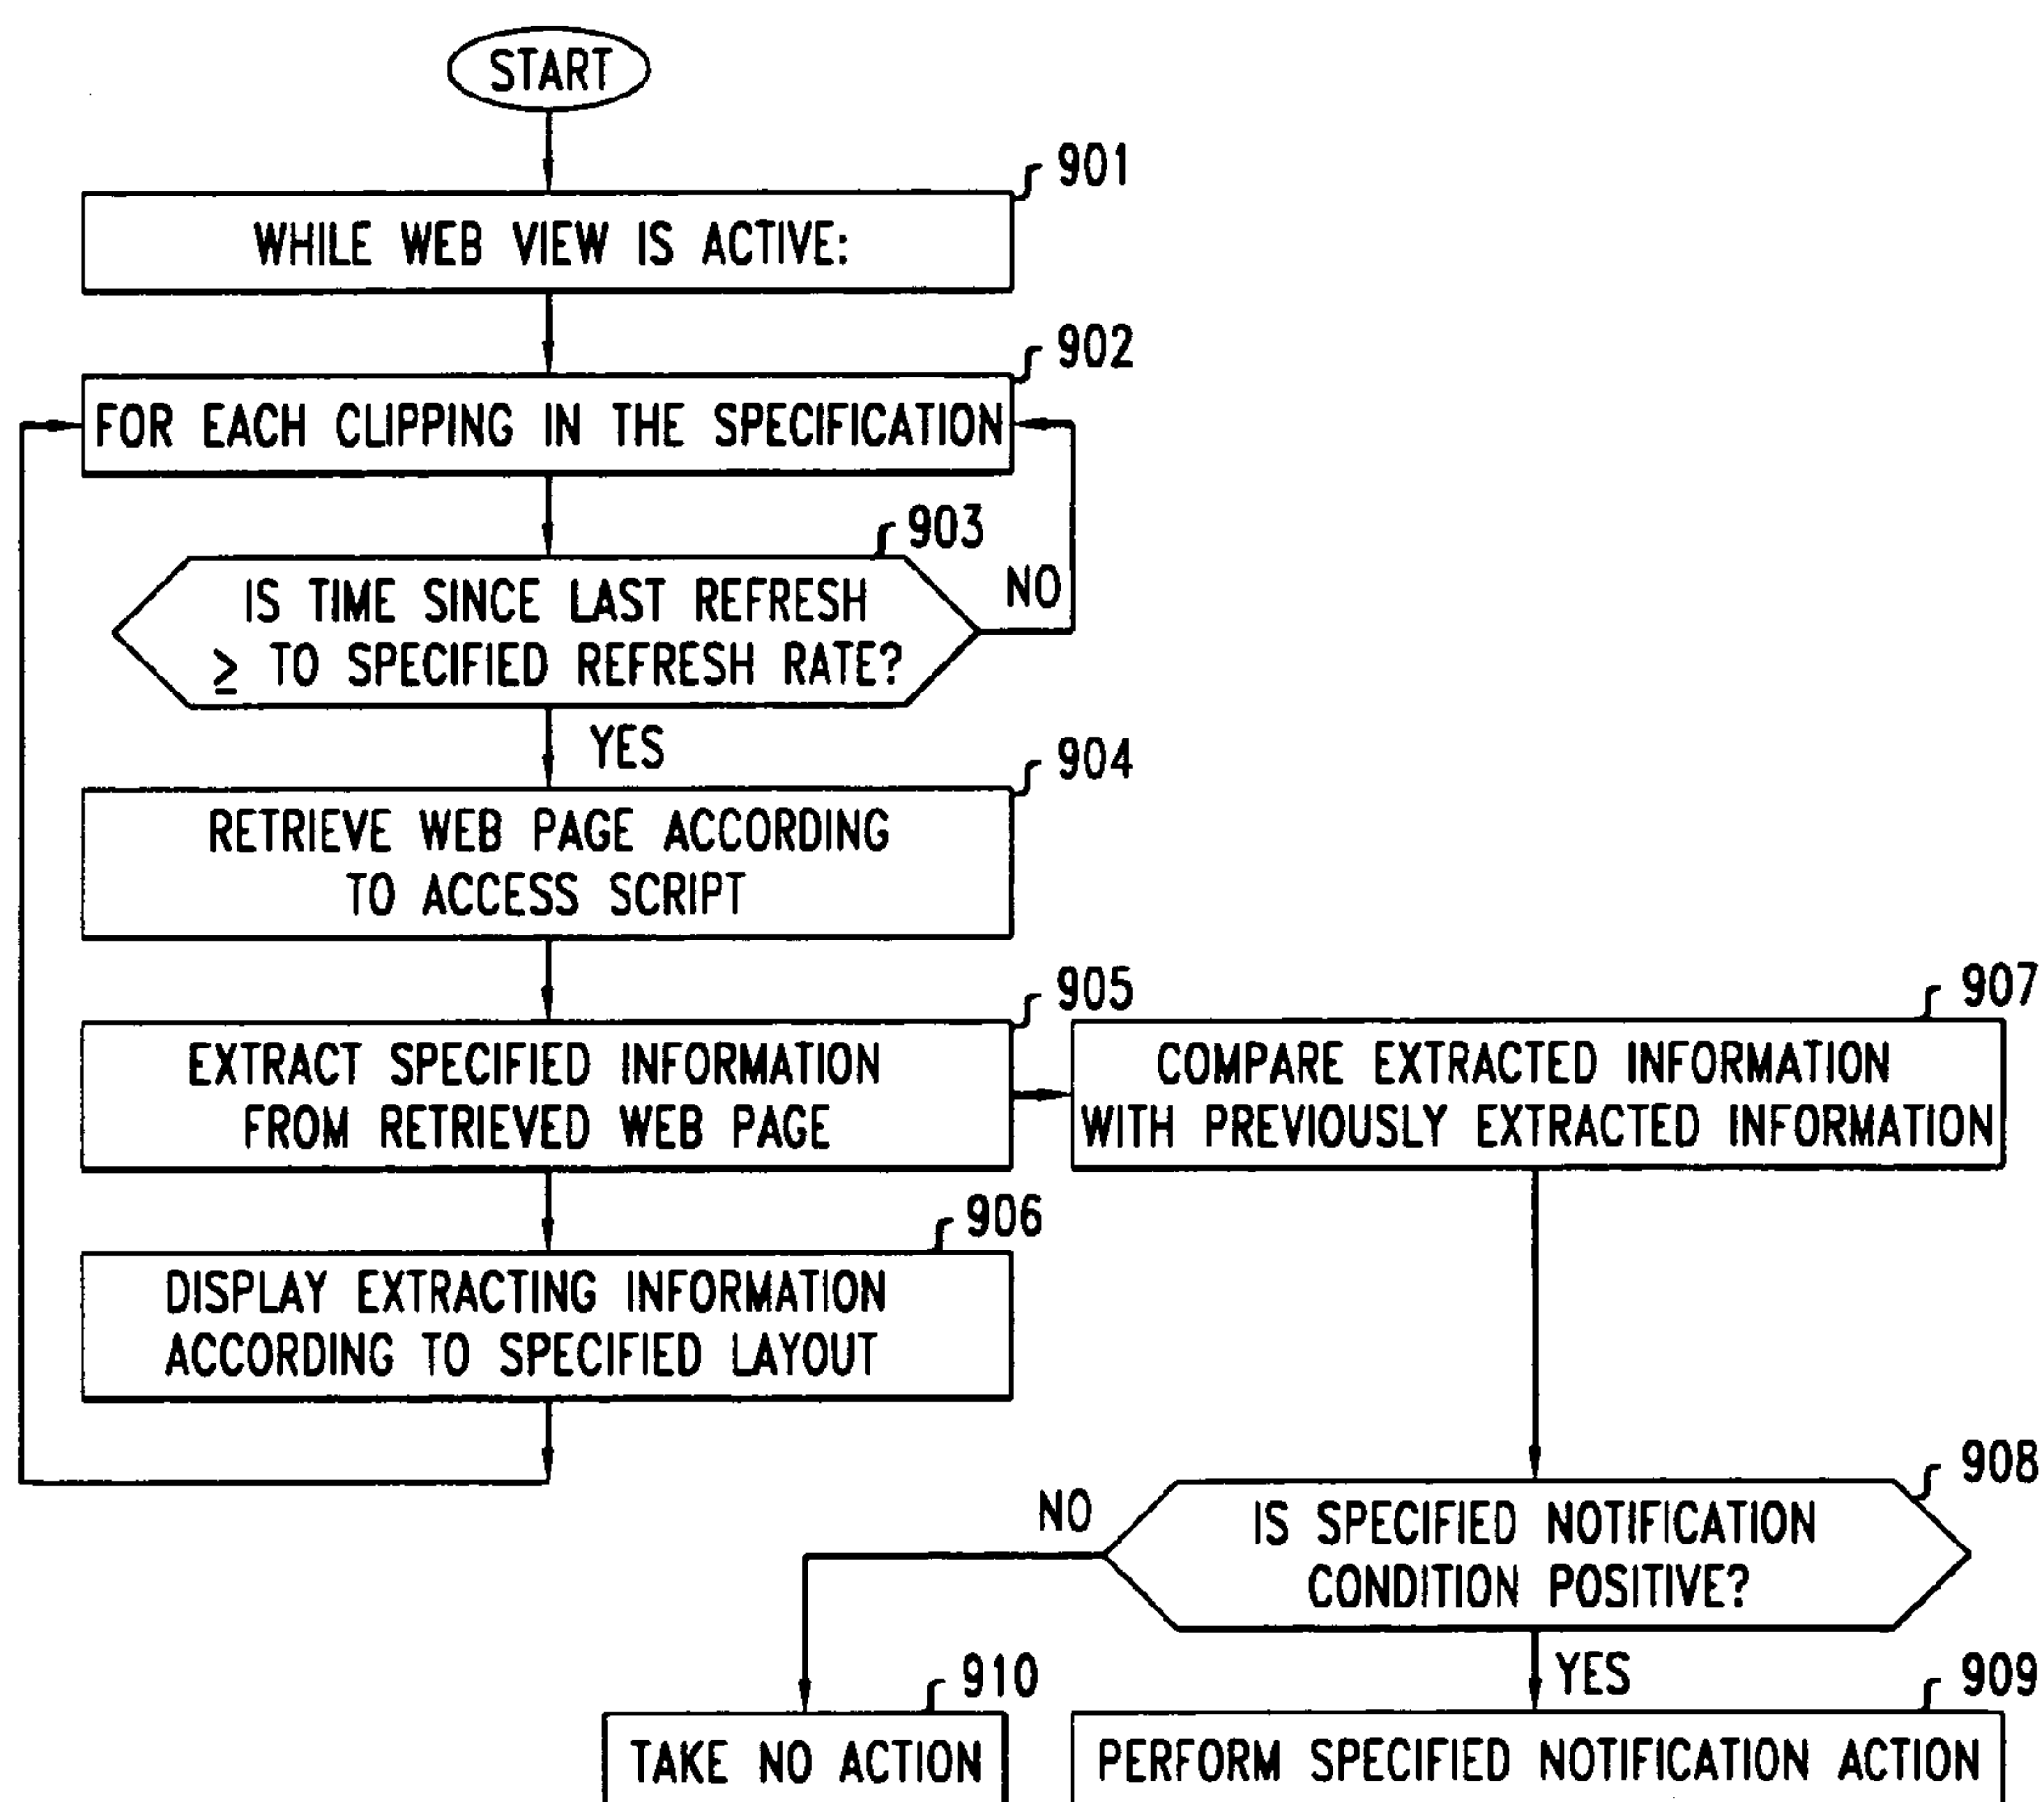 START
901
WHILE WEB VIEW IS ACTIVE:
902
FOR EACH CLIPPING IN THE SPECIFICATION
903
IS TIME SINCE LAST REFRESH
≥ TO SPECIFIED REFRESH RATE?
NO
YES
904
RETRIEVE WEB PAGE ACCORDING
TO ACCESS SCRIPT
905
EXTRACT SPECIFIED INFORMATION
FROM RETRIEVED WEB PAGE
907
COMPARE EXTRACTED INFORMATION
WITH PREVIOUSLY EXTRACTED INFORMATION
906
DISPLAY EXTRACTING INFORMATION
ACCORDING TO SPECIFIED LAYOUT
908
IS SPECIFIED NOTIFICATION
CONDITION POSITIVE?
NO
YES
910
TAKE NO ACTION
909
PERFORM SPECIFIED NOTIFICATION ACTION